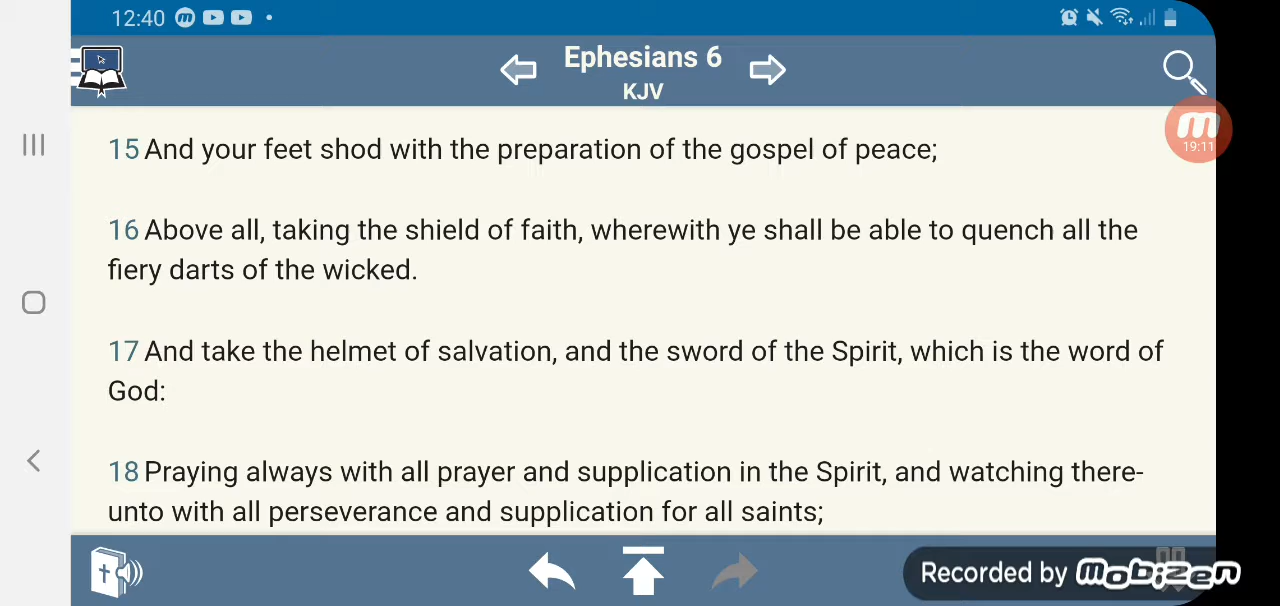 12:40
Ephesians 6
KJV
19:11
15 And your feet shod with the preparation of the gospel of peace;
16 Above all, taking the shield of faith, wherewith ye shall be able to quench all the
fiery darts of the wicked.
17 And take the helmet of salvation, and the sword of the Spirit, which is the word of
God:
18 Praying always with all prayer and supplication in the Spirit, and watching there-
unto with all perseverance and supplication for all saints;
Recorded by mobizen